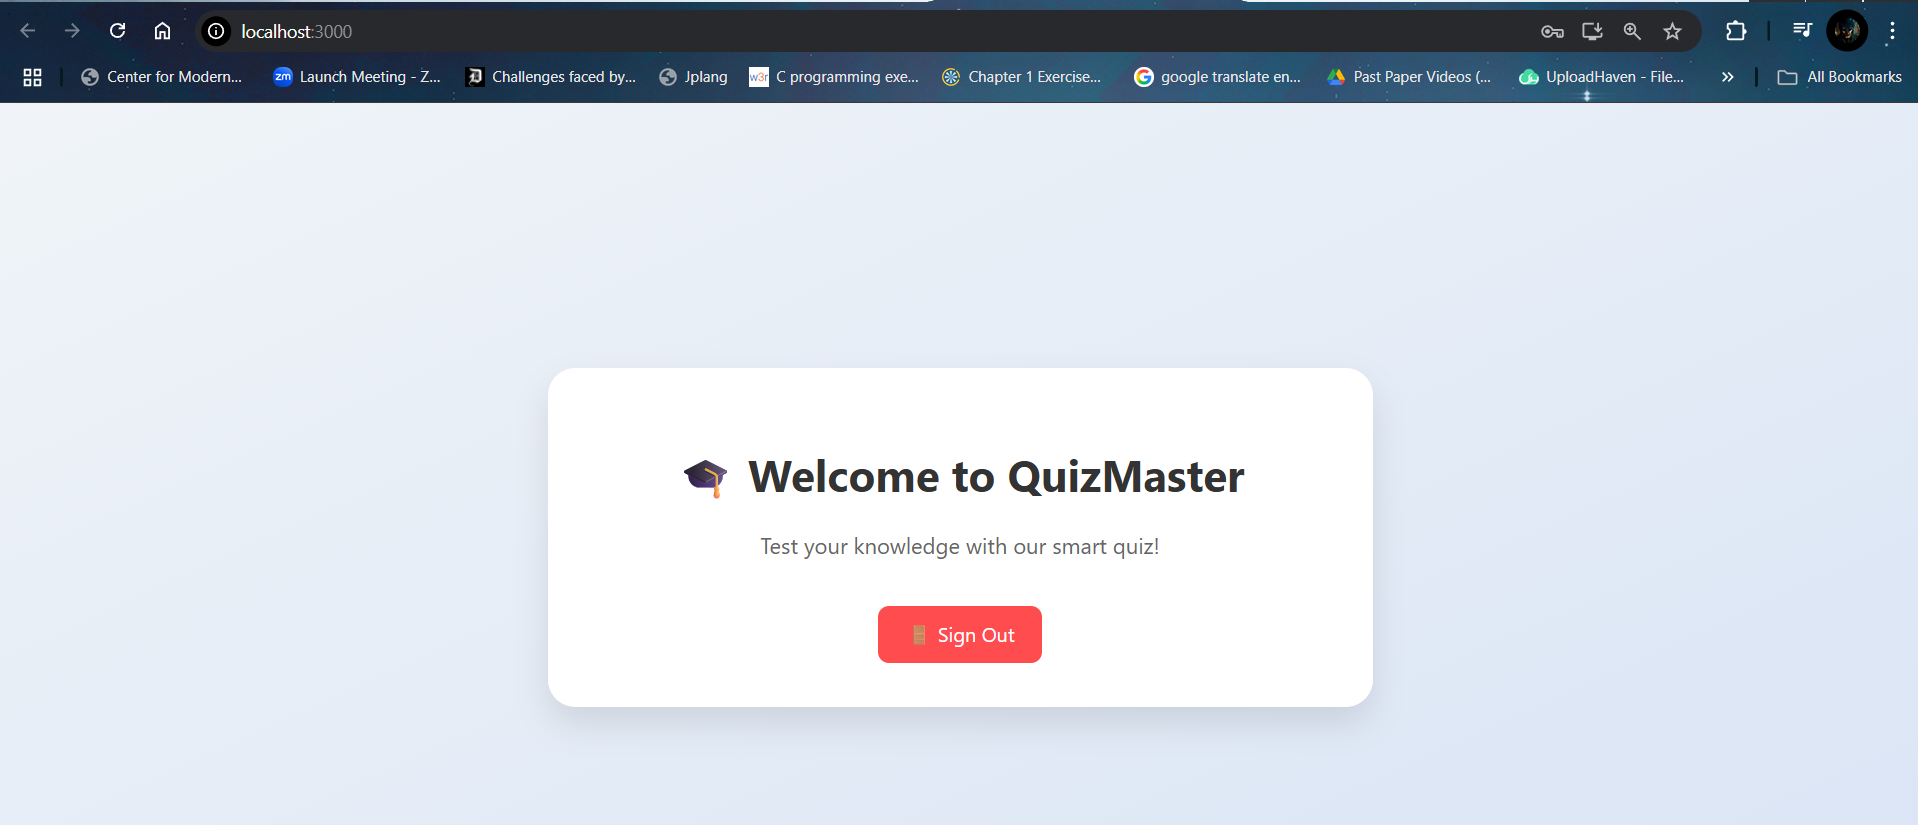 localhost:3000
Center for Modern...
zm
Launch Meeting - Z...
Challenges faced by...
Jplang
w3r
C programming exe...
Chapter 1 Exercise...
google translate en...
Past Paper Videos (...
UploadHaven - File...
All Bookmarks
Welcome to QuizMaster
Test your knowledge with our smart quiz!
Sign Out